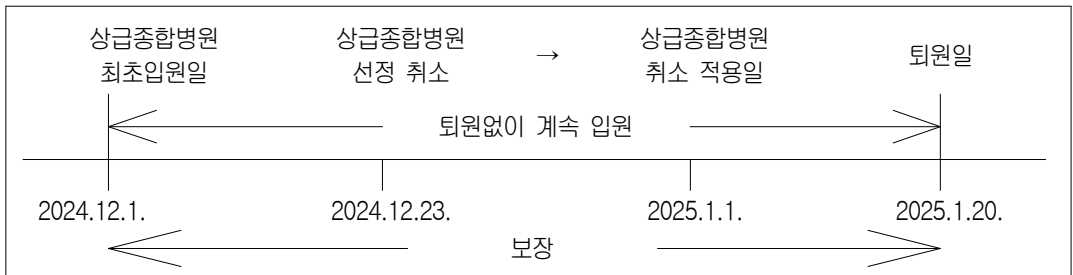 상급종합병원 상급종합병원 → 상급종합병원 퇴원일
최초입원일 선정 취소 취소 적용일
퇴원없이 계속 입원
2024.12.1. 2024.12.23. 2025.1.1. 2025.1.20.
보장